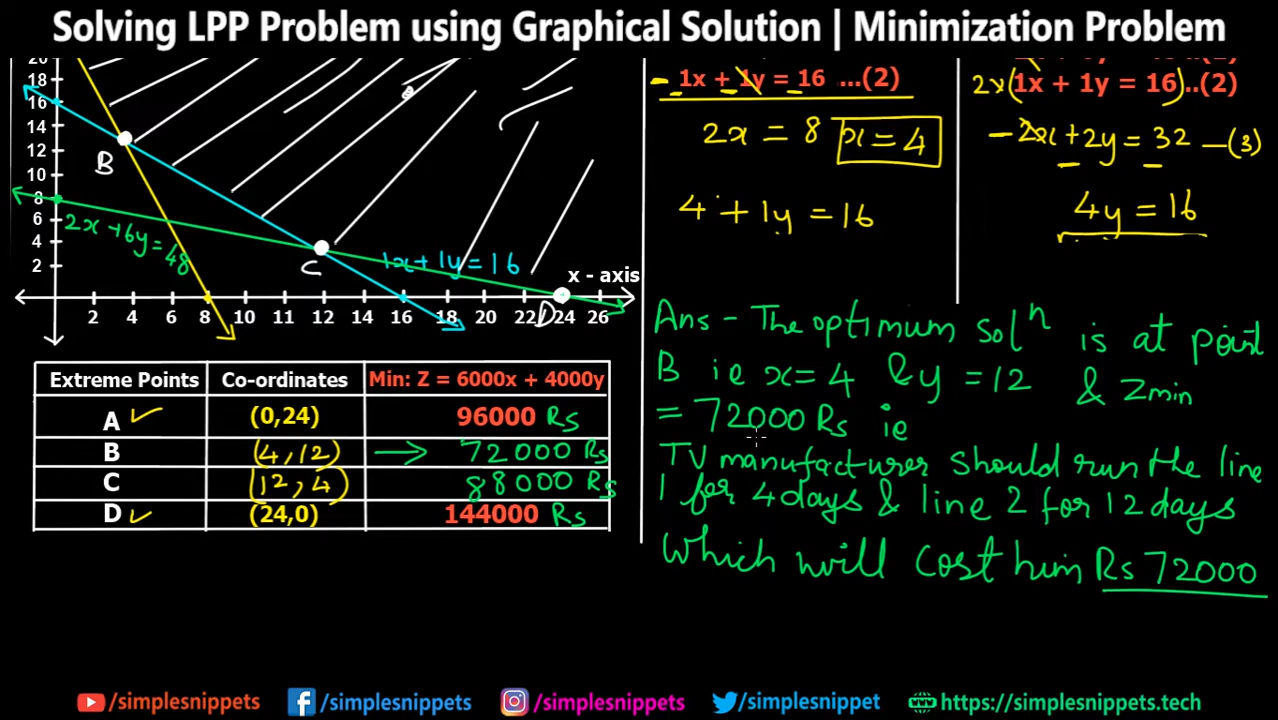 Solving LPP Problem using Graphical Solution | Minimization Problem
20
18
16
14
12
10
8
6
4
2
B
C
D
2x + 6y = 48
1x + 1y = 16
x - axis
2 4 6 8 10 11 12 14 16 18 20 22 24 26
- 1x + 1y = 16 ...(2)
2x = 8 x = 4
4 + 1y = 16
2x(1x + 1y = 16)..(2)
- 2x + 2y = 32 —(3)
4y = 16
Extreme Points Co-ordinates Min: Z = 6000x + 4000y
A (0,24) 96000 Rs
B (4,12) → 72000 Rs
C (12,4) 88000 Rs
D (24,0) 144000 Rs
Ans - The optimum solⁿ is at point
B ie x = 4 & y = 12 & Zmin
= 72000 Rs ie
TV manufacturer should run the line
1 for 4 days & line 2 for 12 days
which will cost him Rs 72000
/simplesnippets /simplesnippets /simplesnippets /simplesnippets https://simplesnippets.tech